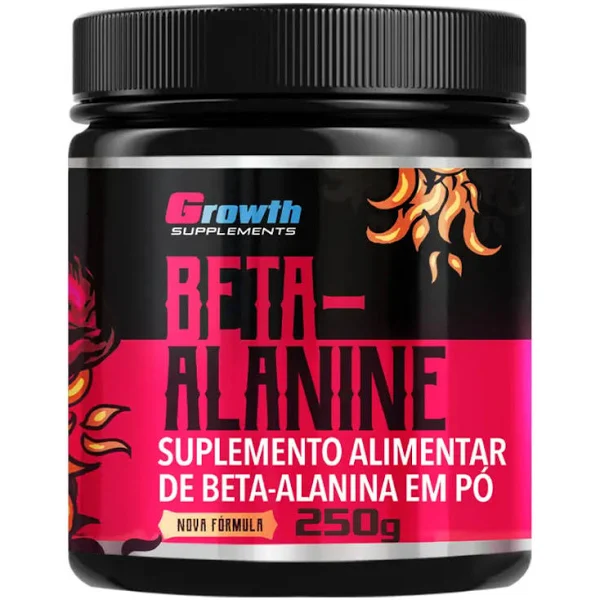 Growth
SUPPLEMENTS
BETA-
ALANINE
SUPLEMENTO ALIMENTAR
DE BETA-ALANINA EM PÓ
NOVA FÓRMULA
250g